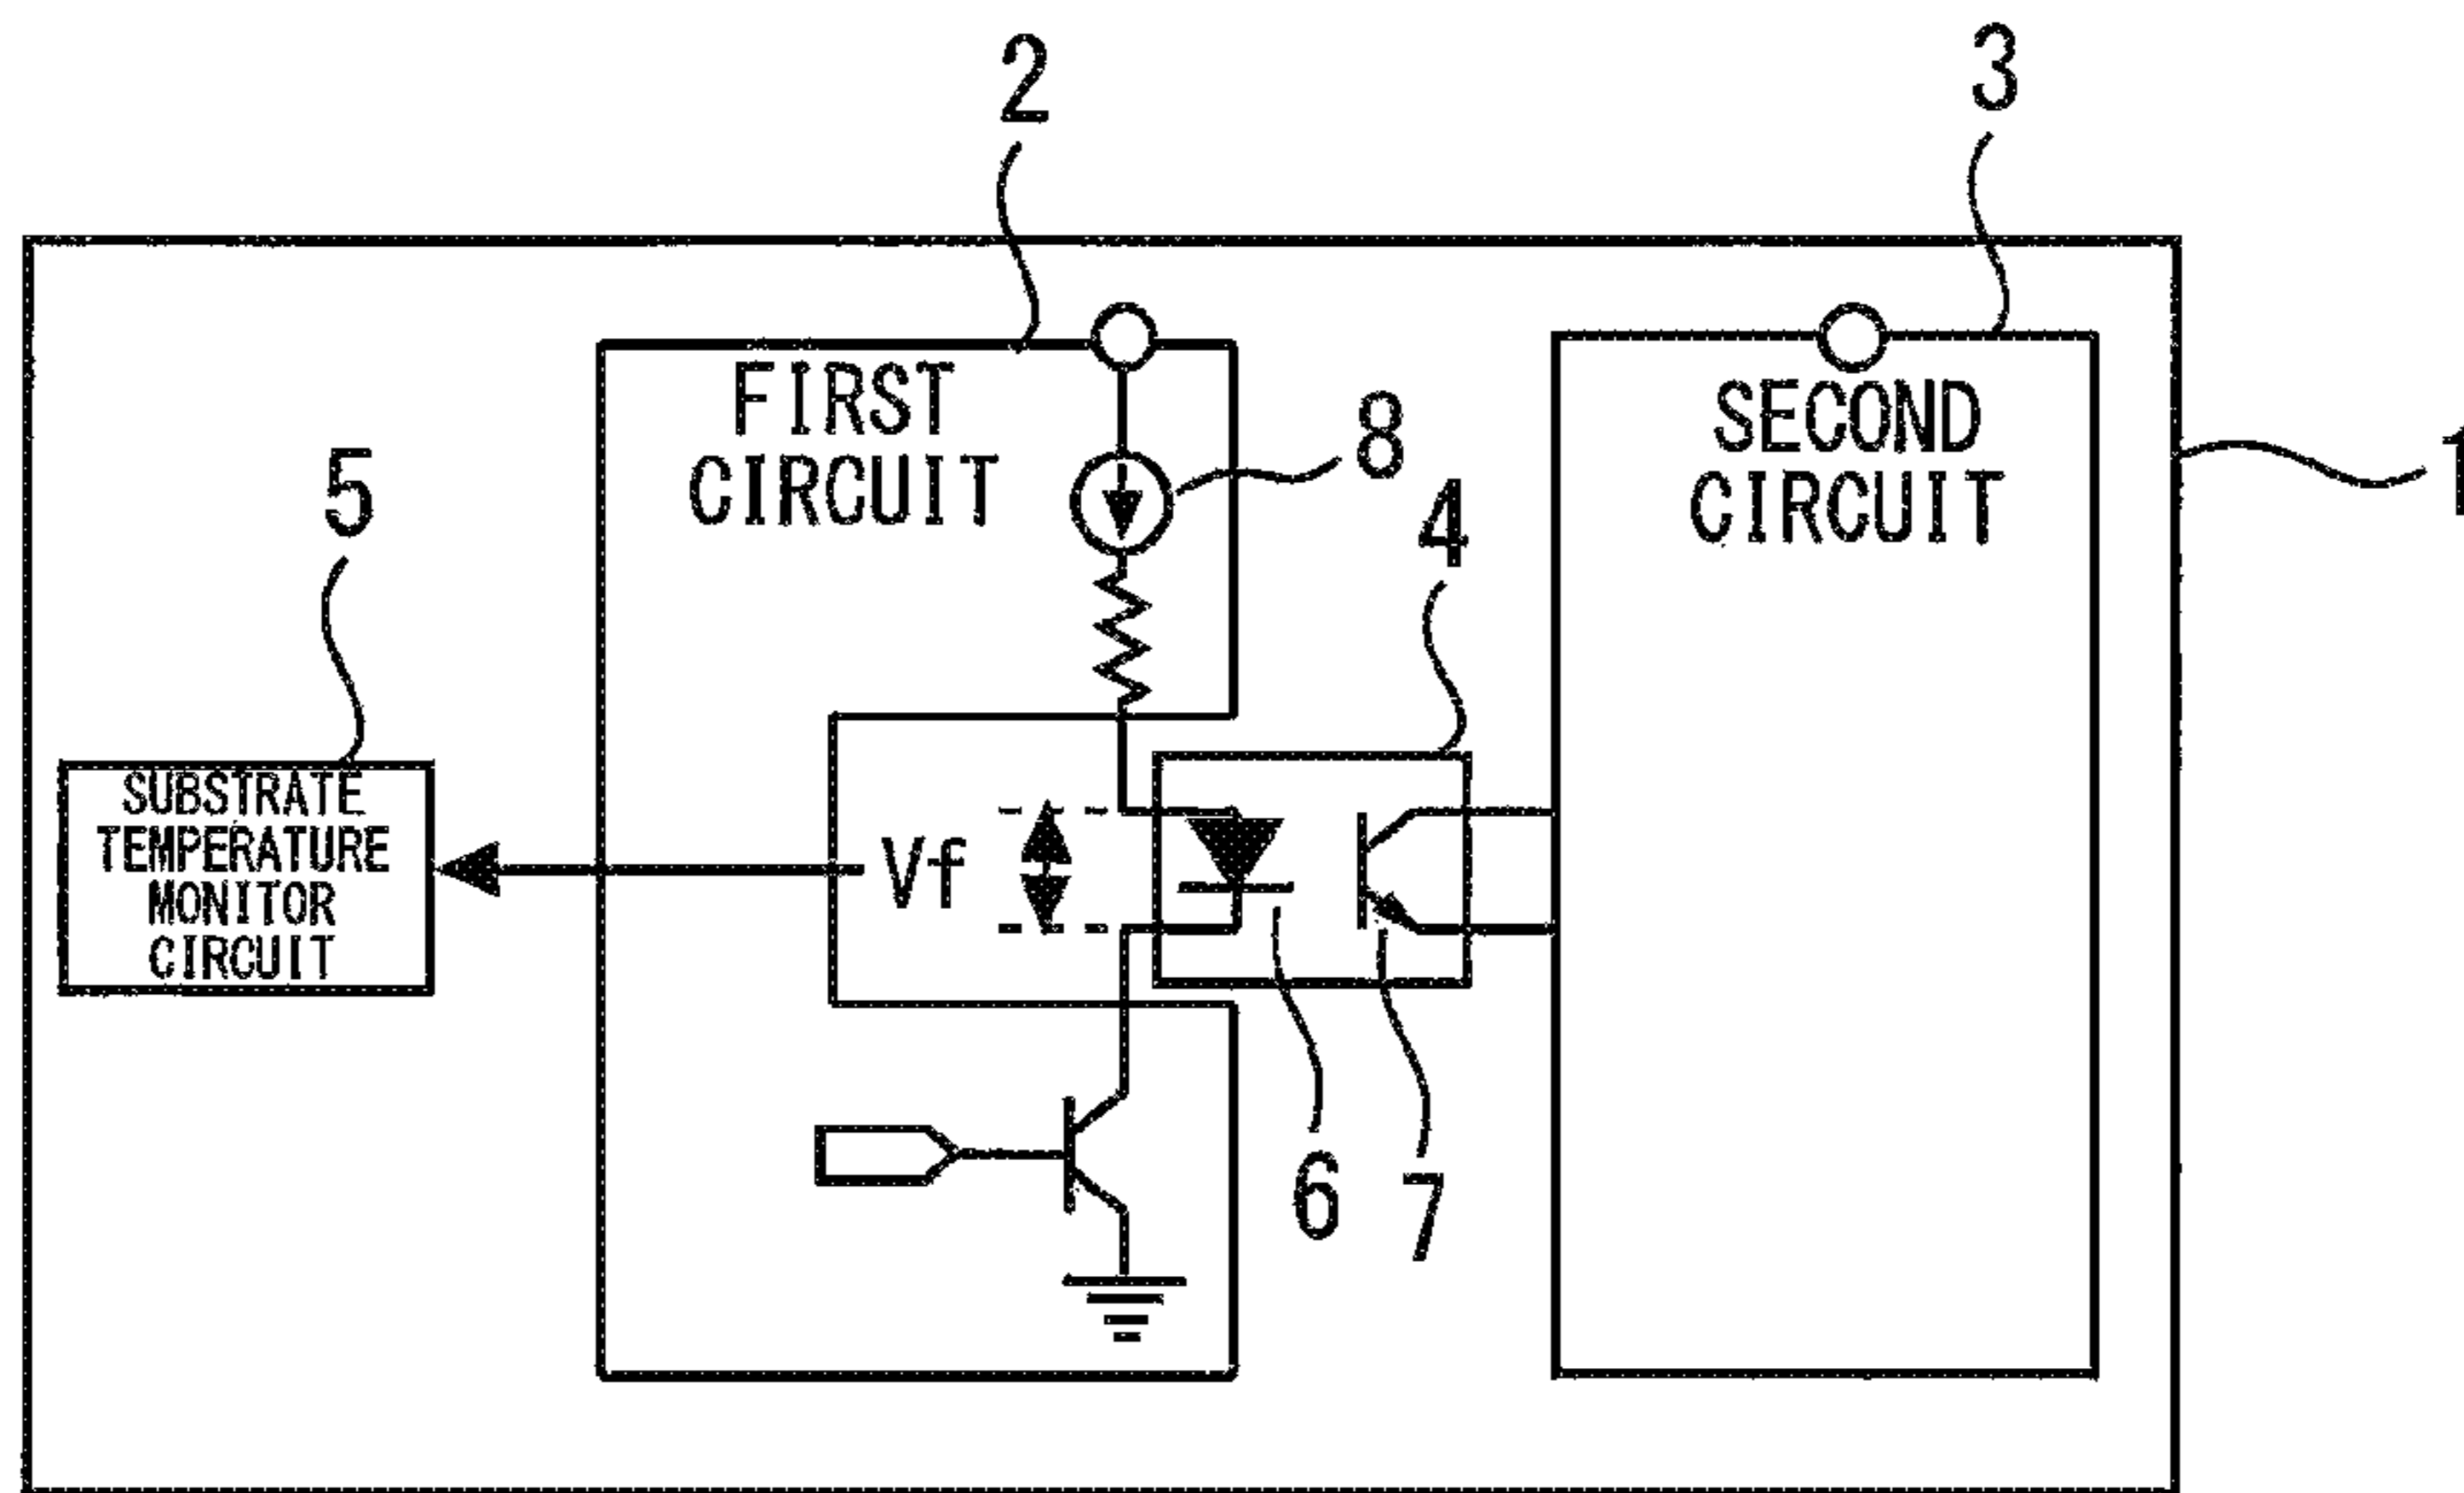 2
3
FIRST
CIRCUIT
8
SECOND
CIRCUIT
1
5
4
SUBSTRATE
TEMPERATURE
MONITOR
CIRCUIT
Vf
6
7